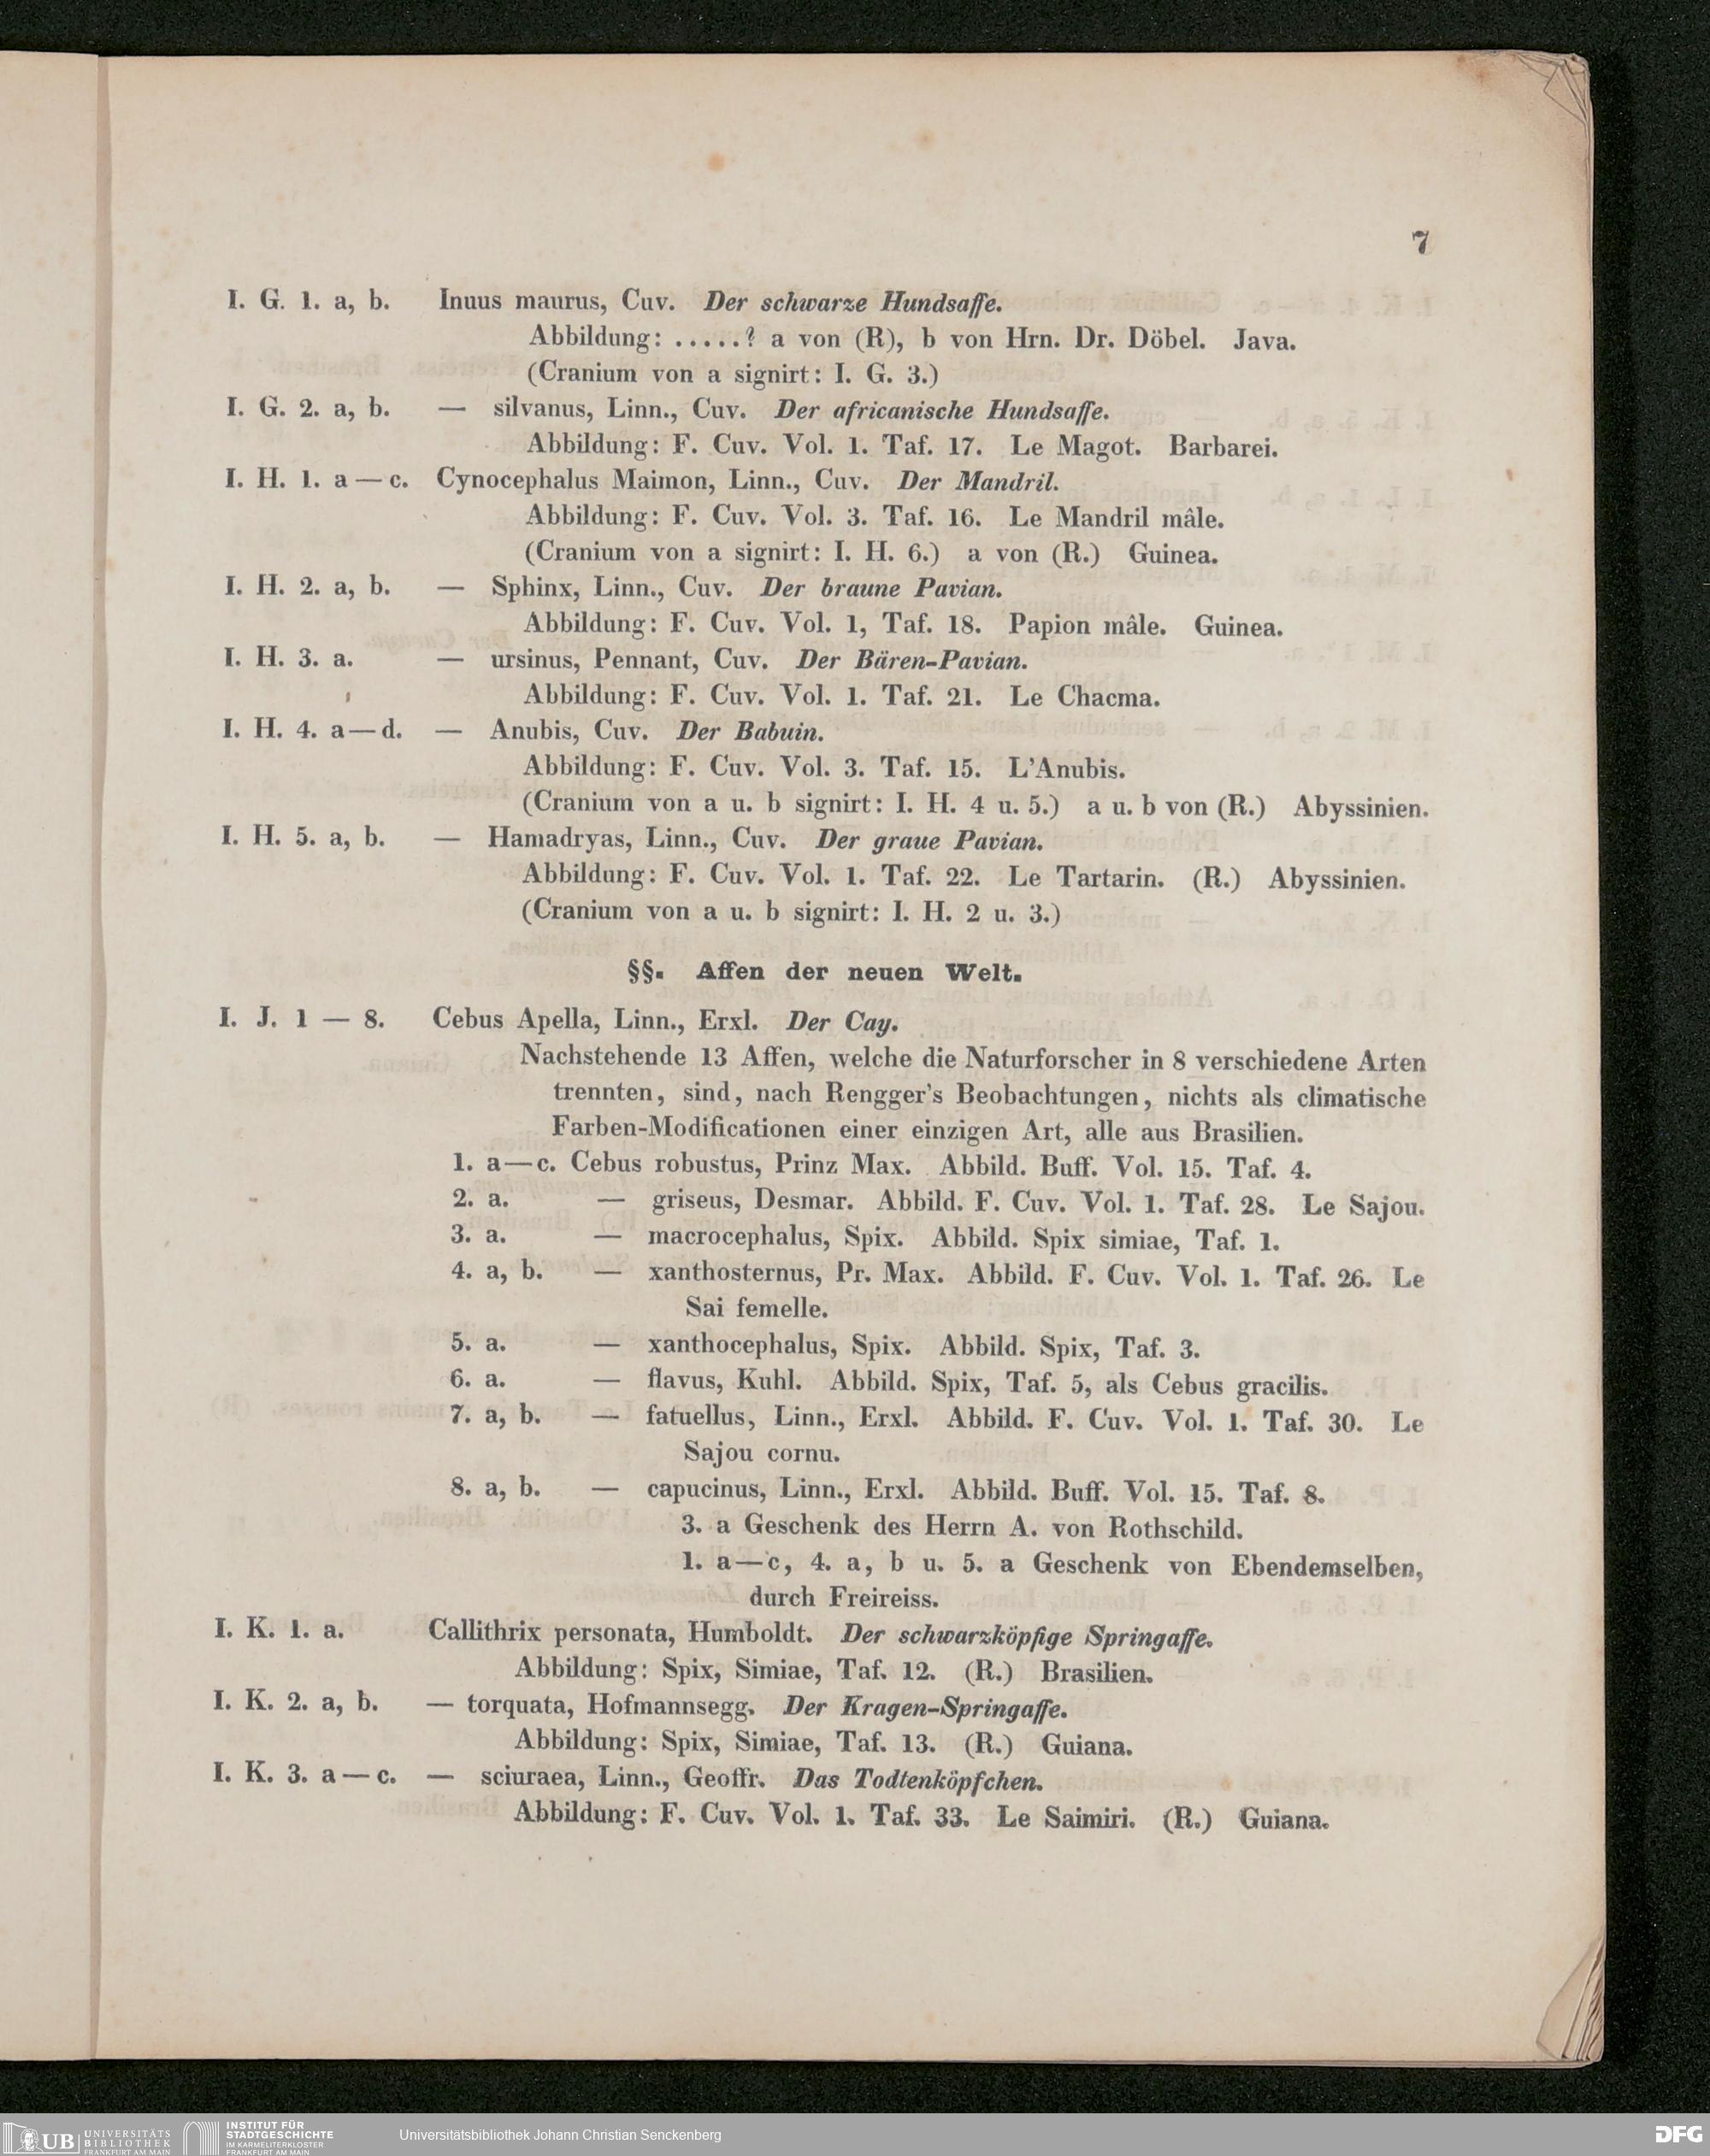 7
I. G. 1. a, b. Inuus maurus, Cuv. Der schwarze Hundsaffe.
Abbildung: .....? a von (R), b von Hrn. Dr. Döbel. Java.
(Cranium von a signirt: I. G. 3.)
I. G. 2. a, b. — silvanus, Linn., Cuv. Der africanische Hundsaffe.
Abbildung: F. Cuv. Vol. 1. Taf. 17. Le Magot. Barbarei.
I. H. 1. a — c. Cynocephalus Maimon, Linn., Cuv. Der Mandril.
Abbildung: F. Cuv. Vol. 3. Taf. 16. Le Mandril mâle.
(Cranium von a signirt: I. H. 6.) a von (R.) Guinea.
I. H. 2. a, b. — Sphinx, Linn., Cuv. Der braune Pavian.
Abbildung: F. Cuv. Vol. 1, Taf. 18. Papion mâle. Guinea.
I. H. 3. a. — ursinus, Pennant, Cuv. Der Bären-Pavian.
Abbildung: F. Cuv. Vol. 1. Taf. 21. Le Chacma.
I. H. 4. a—d. — Anubis, Cuv. Der Babuin.
Abbildung: F. Cuv. Vol. 3. Taf. 15. L'Anubis.
(Cranium von a u. b signirt: I. H. 4 u. 5.) a u. b von (R.) Abyssinien.
I. H. 5. a, b. — Hamadryas, Linn., Cuv. Der graue Pavian.
Abbildung: F. Cuv. Vol. 1. Taf. 22. Le Tartarin. (R.) Abyssinien.
(Cranium von a u. b signirt: I. H. 2 u. 3.)
§§. Affen der neuen Welt.
I. J. 1 — 8. Cebus Apella, Linn., Erxl. Der Cay.
Nachstehende 13 Affen, welche die Naturforscher in 8 verschiedene Arten
trennten, sind, nach Rengger's Beobachtungen, nichts als climatische
Farben-Modificationen einer einzigen Art, alle aus Brasilien.
1. a—c. Cebus robustus, Prinz Max. Abbild. Buff. Vol. 15. Taf. 4.
2. a. — griseus, Desmar. Abbild. F. Cuv. Vol. 1. Taf. 28. Le Sajou.
3. a. — macrocephalus, Spix. Abbild. Spix simiae, Taf. 1.
4. a, b. — xanthosternus, Pr. Max. Abbild. F. Cuv. Vol. 1. Taf. 26. Le
Sai femelle.
5. a. — xanthocephalus, Spix. Abbild. Spix, Taf. 3.
6. a. — flavus, Kuhl. Abbild. Spix, Taf. 5, als Cebus gracilis.
7. a, b. — fatuellus, Linn., Erxl. Abbild. F. Cuv. Vol. 1. Taf. 30. Le
Sajou cornu.
8. a, b. — capucinus, Linn., Erxl. Abbild. Buff. Vol. 15. Taf. 8.
3. a Geschenk des Herrn A. von Rothschild.
1. a—c, 4. a, b u. 5. a Geschenk von Ebendemselben,
durch Freireiss.
I. K. 1. a. Callithrix personata, Humboldt. Der schwarzköpfige Springaffe.
Abbildung: Spix, Simiae, Taf. 12. (R.) Brasilien.
I. K. 2. a, b. — torquata, Hofmannsegg. Der Kragen-Springaffe.
Abbildung: Spix, Simiae, Taf. 13. (R.) Guiana.
I. K. 3. a — c. — sciuraea, Linn., Geoffr. Das Todtenköpfchen.
Abbildung: F. Cuv. Vol. 1. Taf. 33. Le Saimiri. (R.) Guiana.
UB UNIVERSITÄTS
BIBLIOTHEK
FRANKFURT AM MAIN
INSTITUT FÜR
STADTGESCHICHTE
IM KARMELITERKLOSTER
FRANKFURT AM MAIN
Universitätsbibliothek Johann Christian Senckenberg
DFG